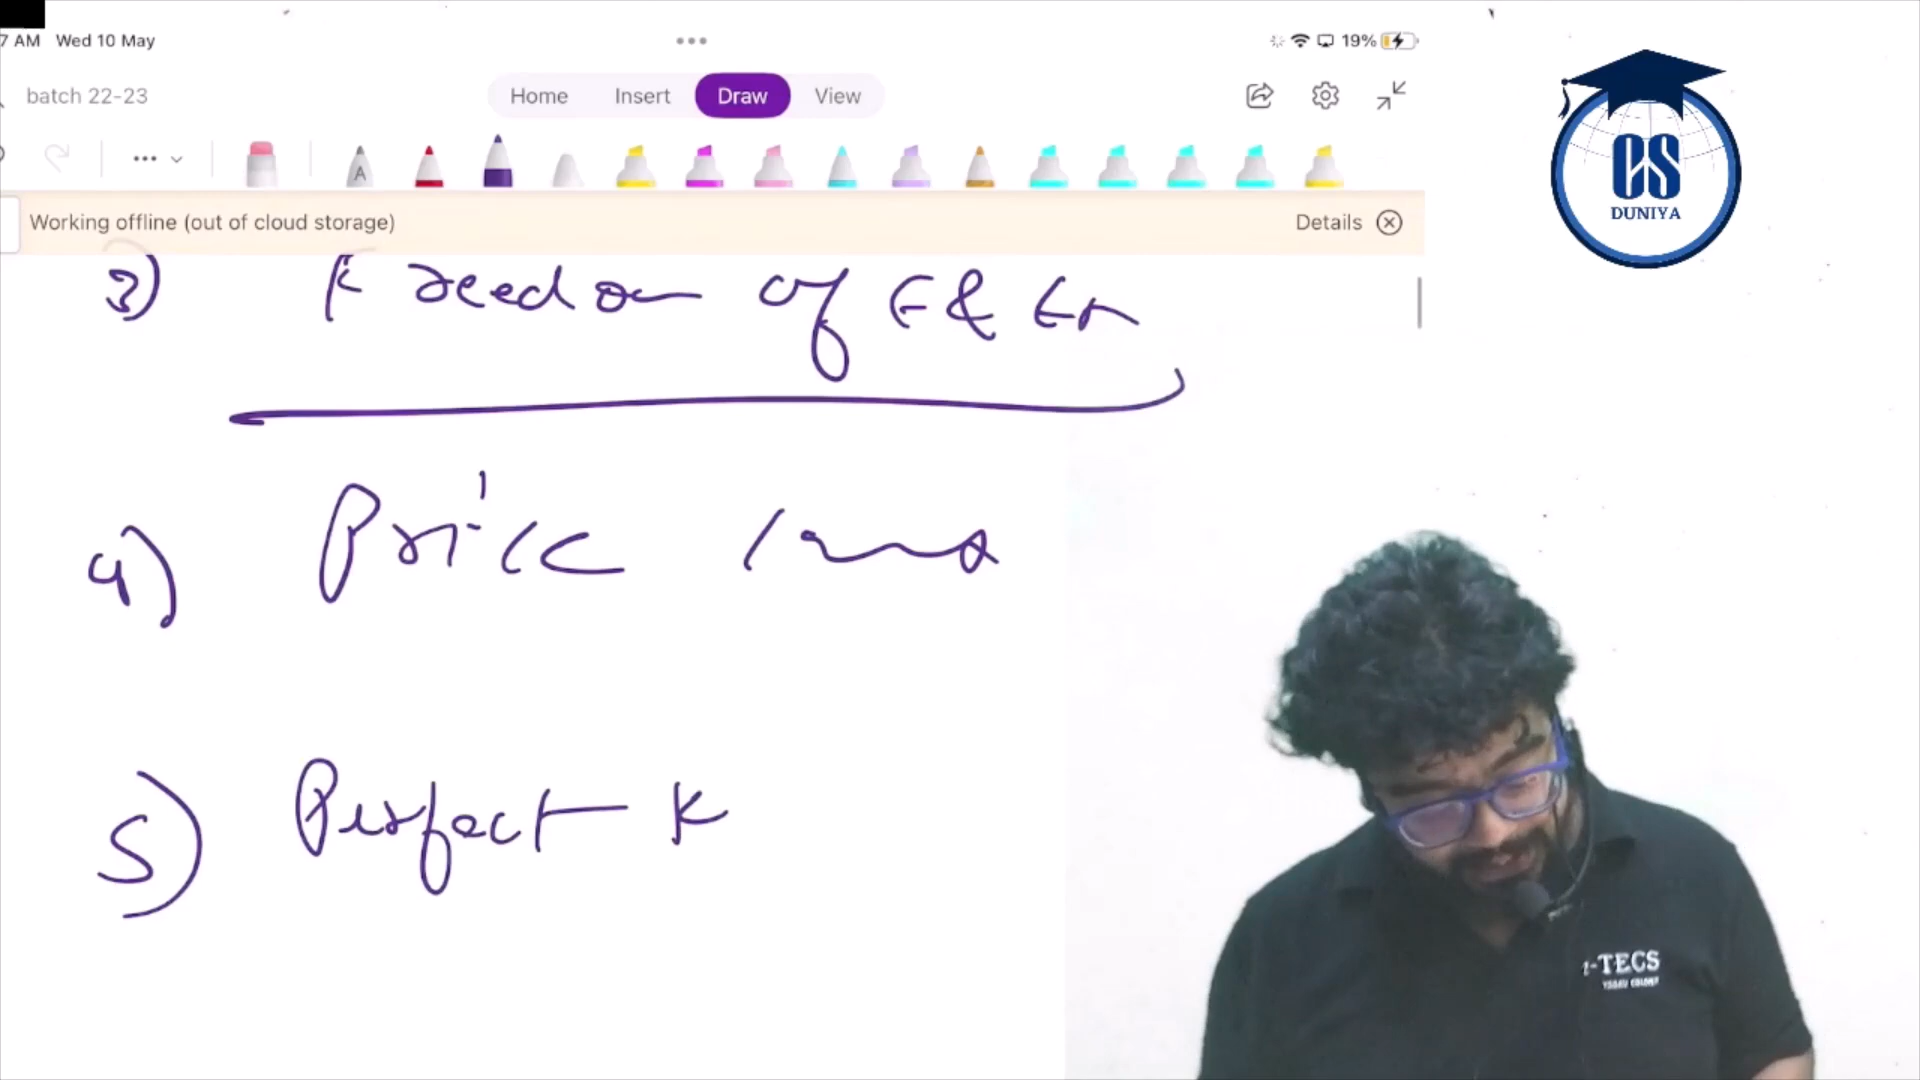 7 AM Wed 10 May
19%
batch 22-23
Home Insert Draw View
A
Working offline (out of cloud storage)
Details
CS
DUNIYA
3) Freedom of E & Ex
4) Price
5) Perfect K
-TECS